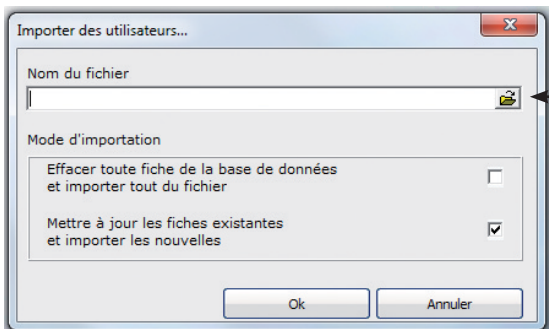 Importer des utilisateurs...
Nom du fichier
Mode d'importation
Effacer toute fiche de la base de données
et importer tout du fichier
Mettre à jour les fiches existantes
et importer les nouvelles
Ok
Annuler